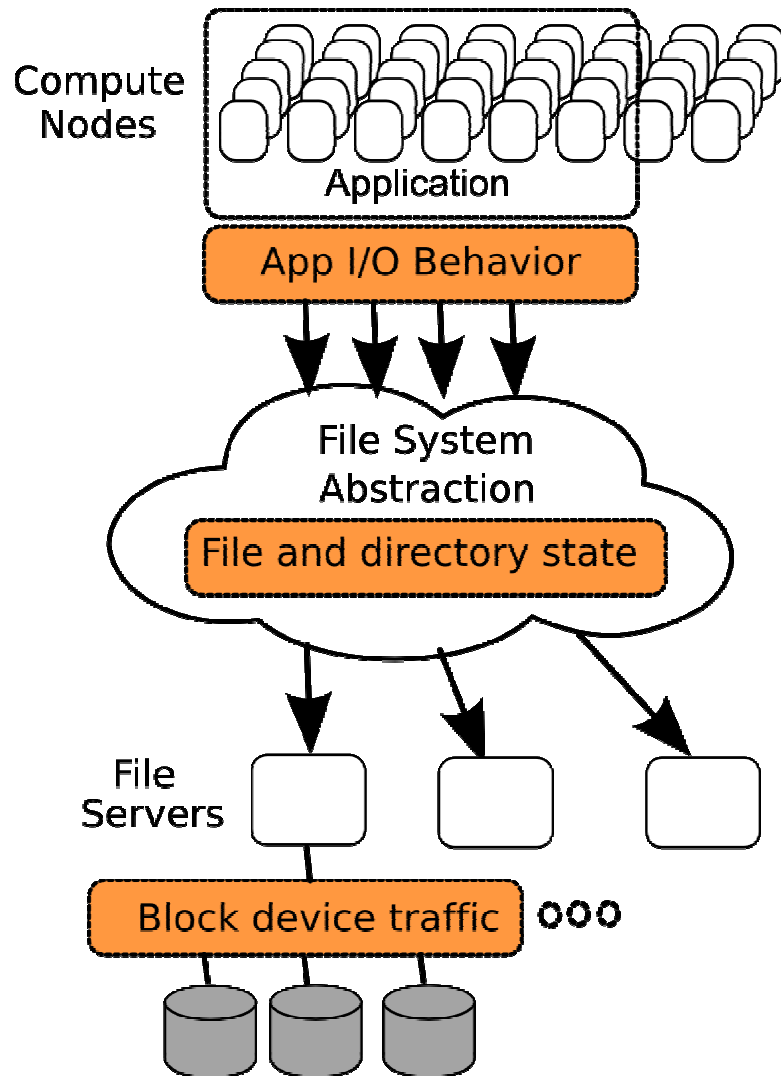 Compute
Nodes
Application
App I/O Behavior
File System
Abstraction
File and directory state
File
Servers
Block device traffic